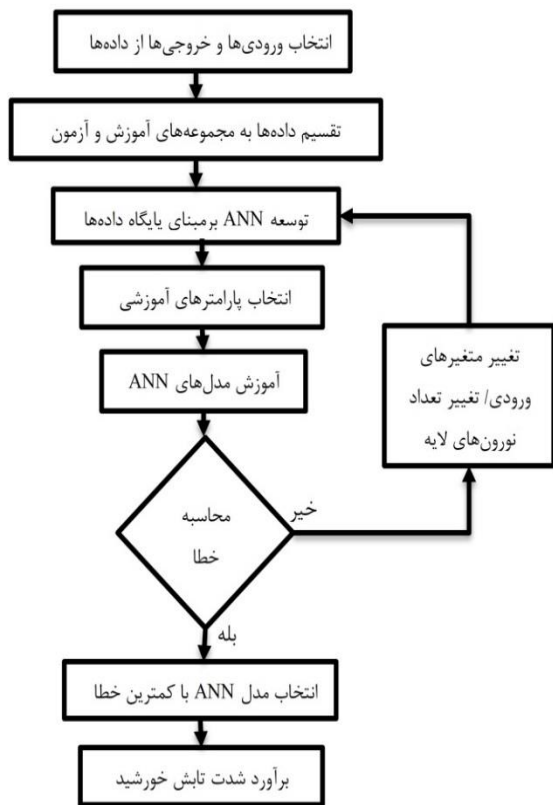 انتخاب ورودی‌ها و خروجی‌ها از داده‌ها
تقسیم داده‌ها به مجموعه‌های آموزش و آزمون
توسعه ANN برمبنای پایگاه داده‌ها
انتخاب پارامترهای آموزشی
آموزش مدل‌های ANN
تغییر متغیرهای
ورودی/ تغییر تعداد
نورون‌های لایه
محاسبه
خطا
خیر
بله
انتخاب مدل ANN با کمترین خطا
برآورد شدت تابش خورشید